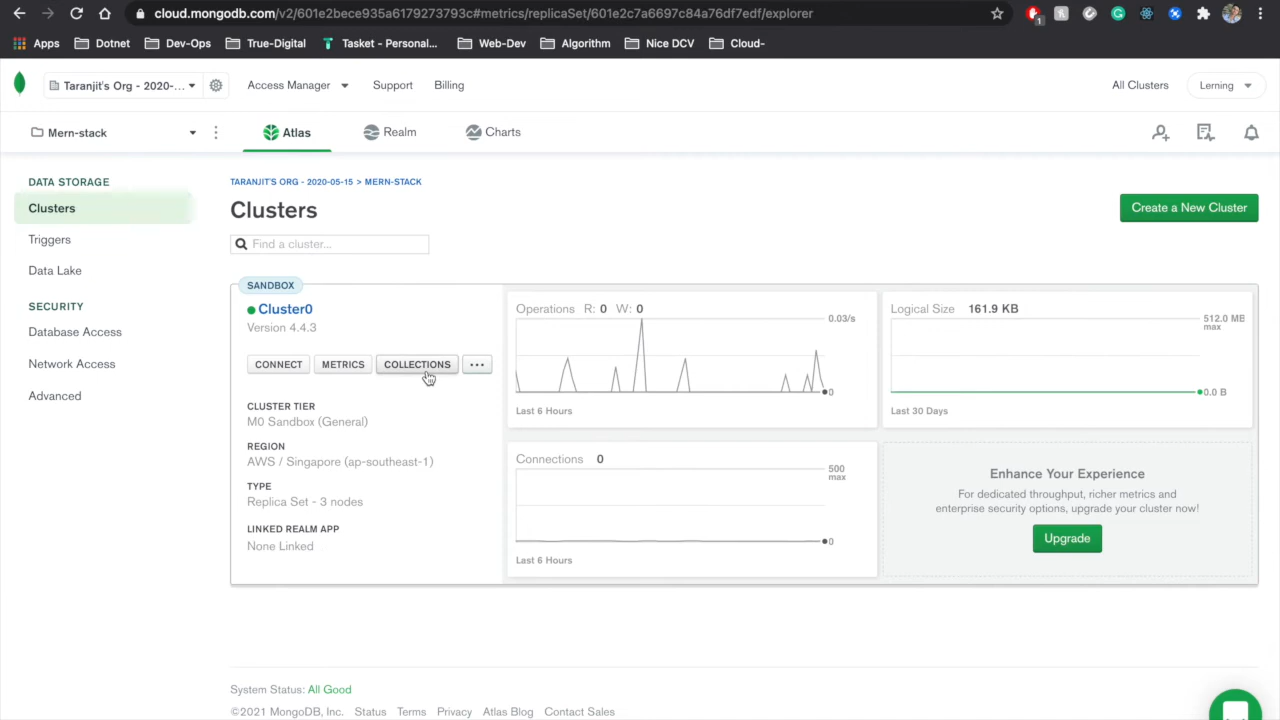 cloud.mongodb.com/v2/601e2bece935a6179273793c#metrics/replicaSet/601e2c7a6697c84a76df7edf/explorer
1
Apps Dotnet Dev-Ops True-Digital Tasket - Personal... Web-Dev Algorithm Nice DCV Cloud-
Taranjit's Org - 2020-... Access Manager Support Billing All Clusters Lerning
Mern-stack Atlas Realm Charts
DATA STORAGE
Clusters
Triggers
Data Lake
SECURITY
Database Access
Network Access
Advanced
TARANJIT'S ORG - 2020-05-15 > MERN-STACK
Clusters
Create a New Cluster
Find a cluster...
SANDBOX
Cluster0
Version 4.4.3
CONNECT METRICS COLLECTIONS ...
CLUSTER TIER
M0 Sandbox (General)
REGION
AWS / Singapore (ap-southeast-1)
TYPE
Replica Set - 3 nodes
LINKED REALM APP
None Linked
Operations R: 0 W: 0
0.03/s
0
Last 6 Hours
Logical Size 161.9 KB
512.0 MB
max
0.0 B
Last 30 Days
Connections 0
500
max
0
Last 6 Hours
Enhance Your Experience
For dedicated throughput, richer metrics and
enterprise security options, upgrade your cluster now!
Upgrade
System Status: All Good
©2021 MongoDB, Inc. Status Terms Privacy Atlas Blog Contact Sales